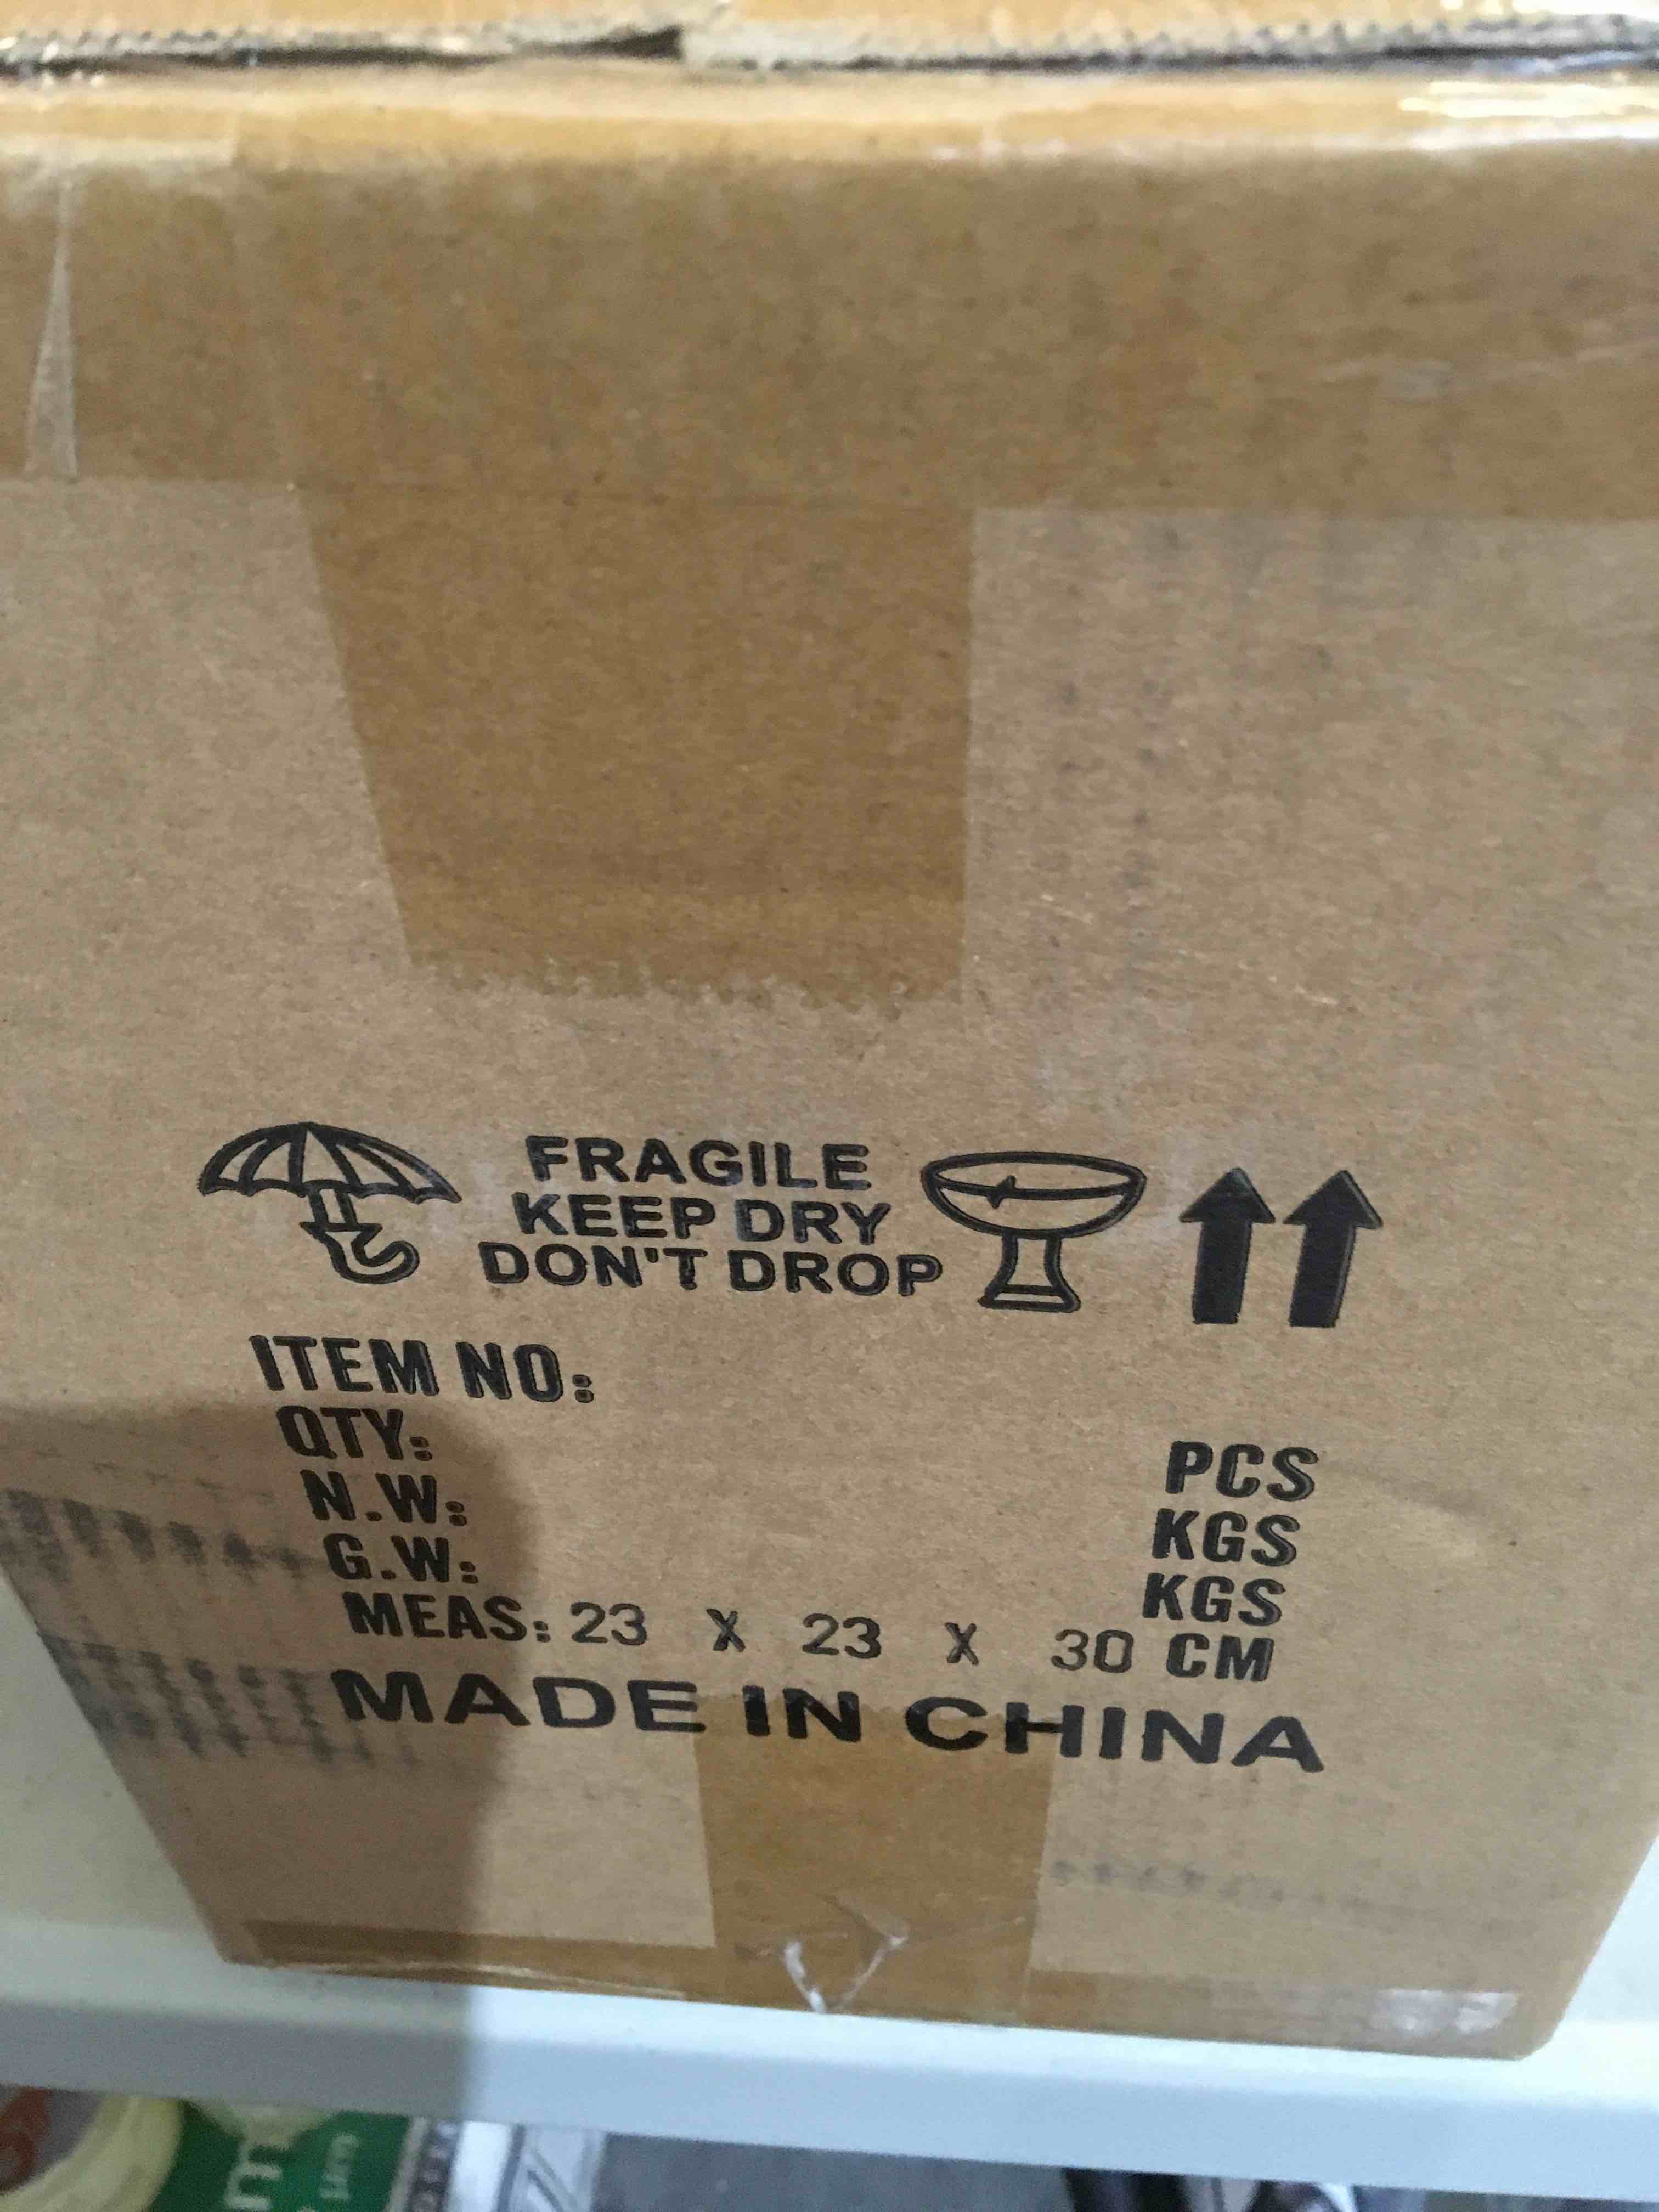 FRAGILE
KEEP DRY
DON'T DROP
ITEM NO:
QTY: PCS
N.W: KGS
G.W: KGS
MEAS: 23 X 23 X 30 CM
MADE IN CHINA